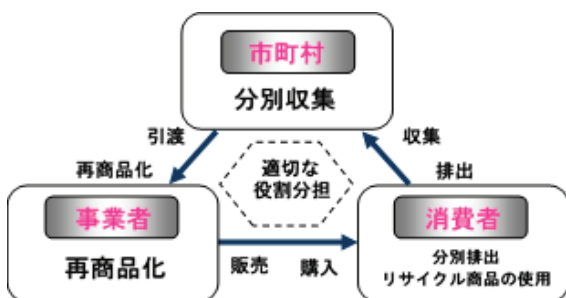 市町村
分別収集
引渡
収集
再商品化
適切な
役割分担
排出
事業者
再商品化
消費者
分別排出
リサイクル商品の使用
販売
購入